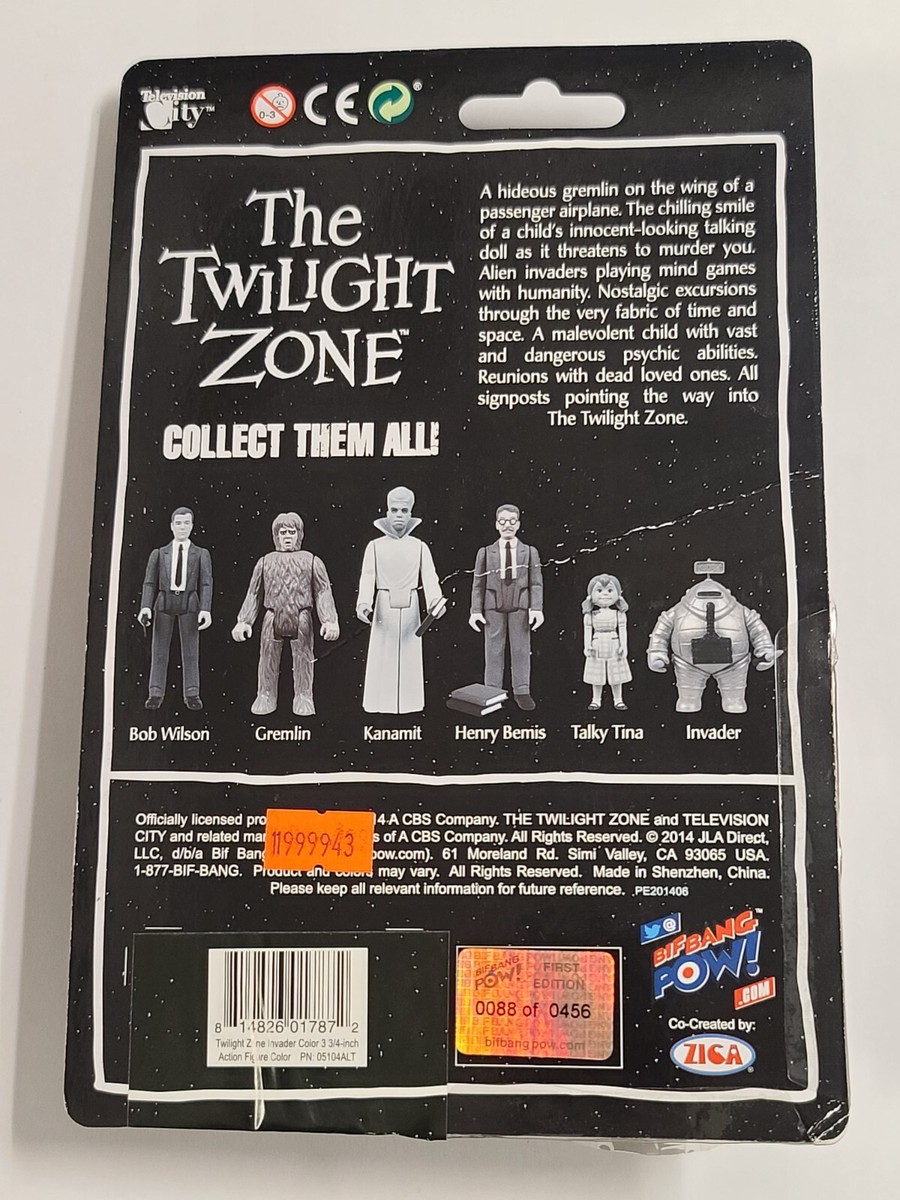 Television
City™
0-3
CE
®
The
TWILIGHT
ZONE™
COLLECT THEM ALL!
A hideous gremlin on the wing of a
passenger airplane. The chilling smile
of a child's innocent-looking talking
doll as it threatens to murder you.
Alien invaders playing mind games
with humanity. Nostalgic excursions
through the very fabric of time and
space. A malevolent child with vast
and dangerous psychic abilities.
Reunions with dead loved ones. All
signposts pointing the way into
The Twilight Zone.
Bob Wilson Gremlin Kanamit Henry Bemis Talky Tina Invader
Officially licensed pro 4 A CBS Company. THE TWILIGHT ZONE and TELEVISION
CITY and related mar s of A CBS Company. All Rights Reserved. © 2014 JLA Direct,
LLC, d/b/a Bif Bang pow.com). 61 Moreland Rd. Simi Valley, CA 93065 USA.
1-877-BIF-BANG. Product and colors may vary. All Rights Reserved. Made in Shenzhen, China.
Please keep all relevant information for future reference. PE201406
11999943
8 14826 01787 2
Twilight Zone Invader Color 3 3/4-inch
Action Figure Color PN: 05104ALT
BIFBANG
POW!
FIRST
EDITION
0088 of 0456
bifbangpow.com
BIFBANG™
POW!
.COM
Co-Created by:
ZICA®